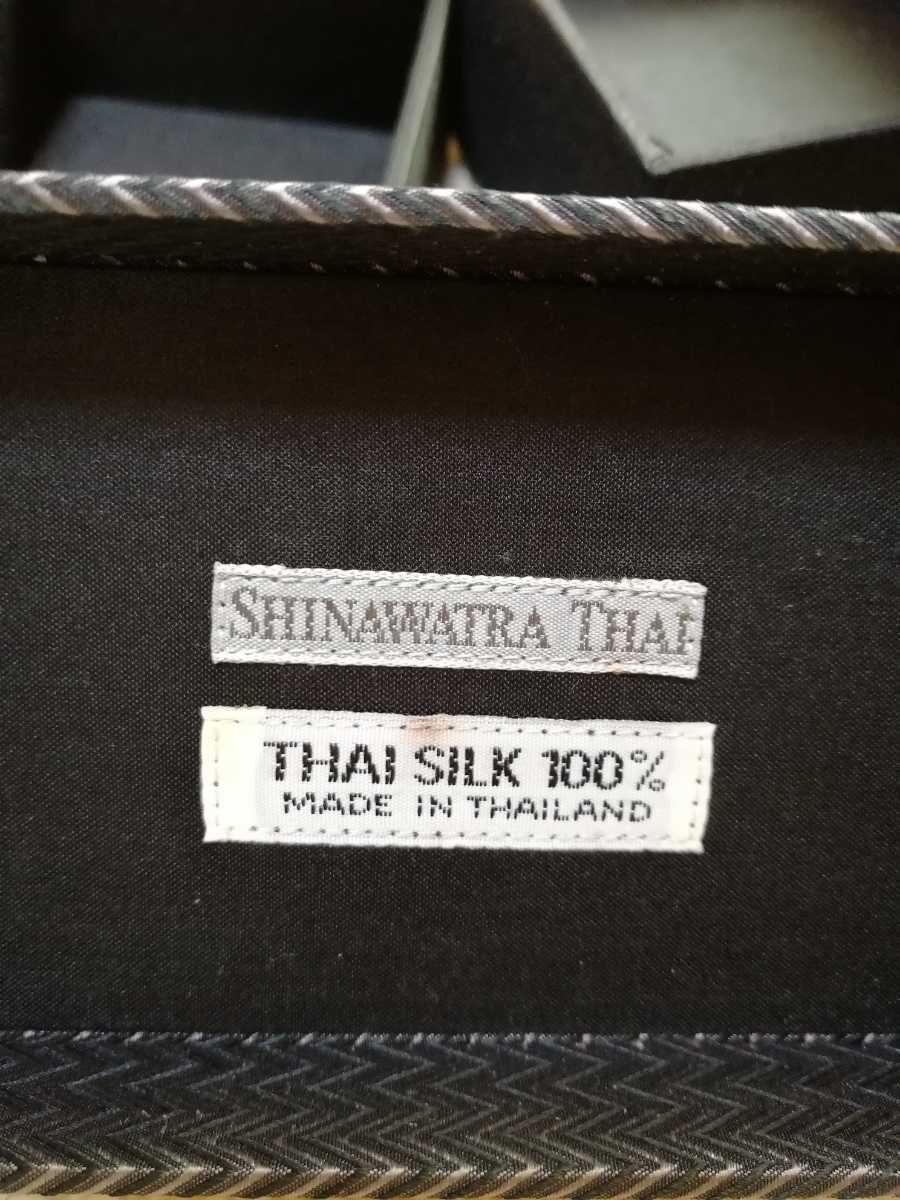 SHINAWATRA THAI
THAI SILK 100%
MADE IN THAILAND